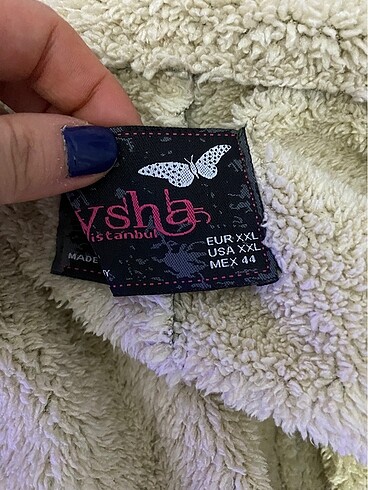 ysha
istanbul
EUR XXL
USA XXL
MADE
MEX 44